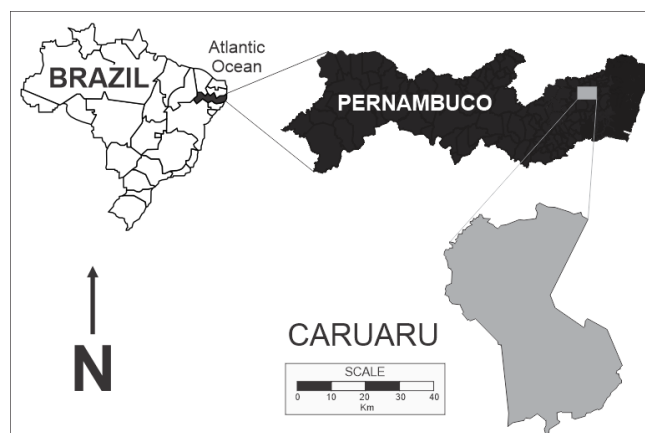 Atlantic
Ocean
BRAZIL
PERNAMBUCO
N
CARUARU
SCALE
0 10 20 30 40
Km